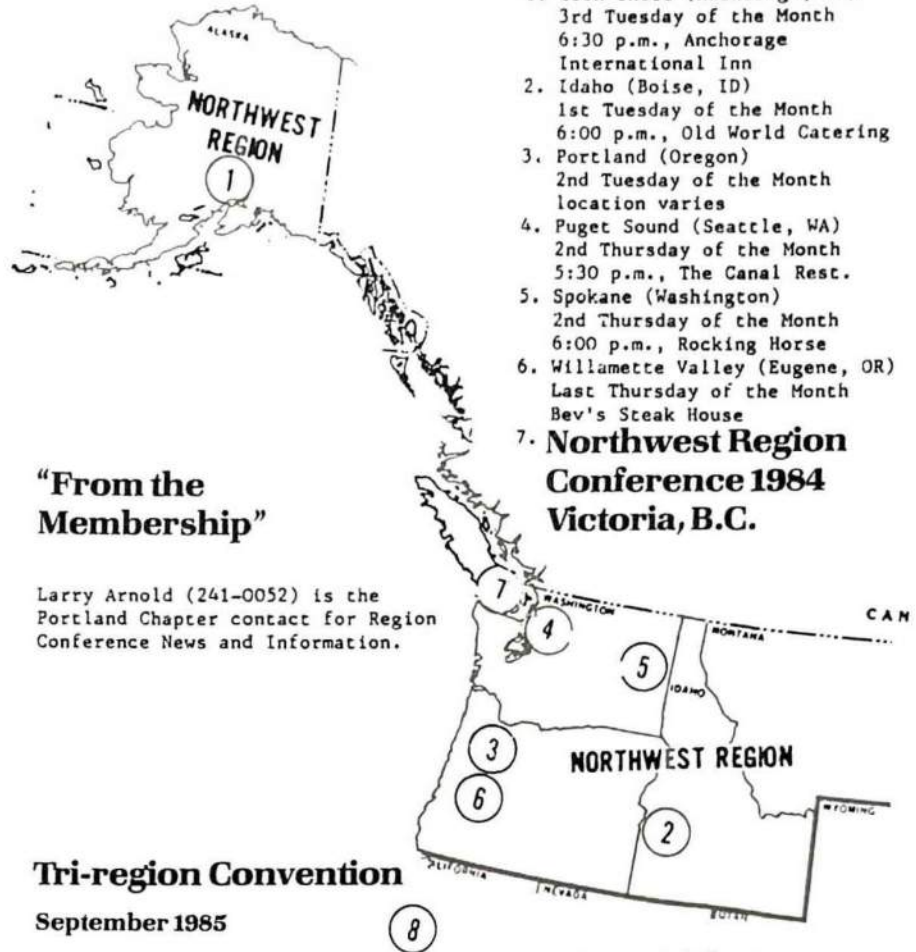 3rd Tuesday of the Month
6:30 p.m., Anchorage
International Inn
2. Idaho (Boise, ID)
1st Tuesday of the Month
6:00 p.m., Old World Catering
3. Portland (Oregon)
2nd Tuesday of the Month
location varies
4. Puget Sound (Seattle, WA)
2nd Thursday of the Month
5:30 p.m., The Canal Rest.
5. Spokane (Washington)
2nd Thursday of the Month
6:00 p.m., Rocking Horse
6. Willamette Valley (Eugene, OR)
Last Thursday of the Month
Bev's Steak House
7. Northwest Region
Conference 1984
Victoria, B.C.
ALASKA
NORTHWEST
REGION
1
“From the
Membership”
Larry Arnold (241-0052) is the
Portland Chapter contact for Region
Conference News and Information.
7
WASHINGTON
CAN
4
MONTANA
5
IDAHO
3
NORTHWEST REGION
6
2
WYOMING
NEVADA
UTAH
Tri-region Convention
September 1985
8